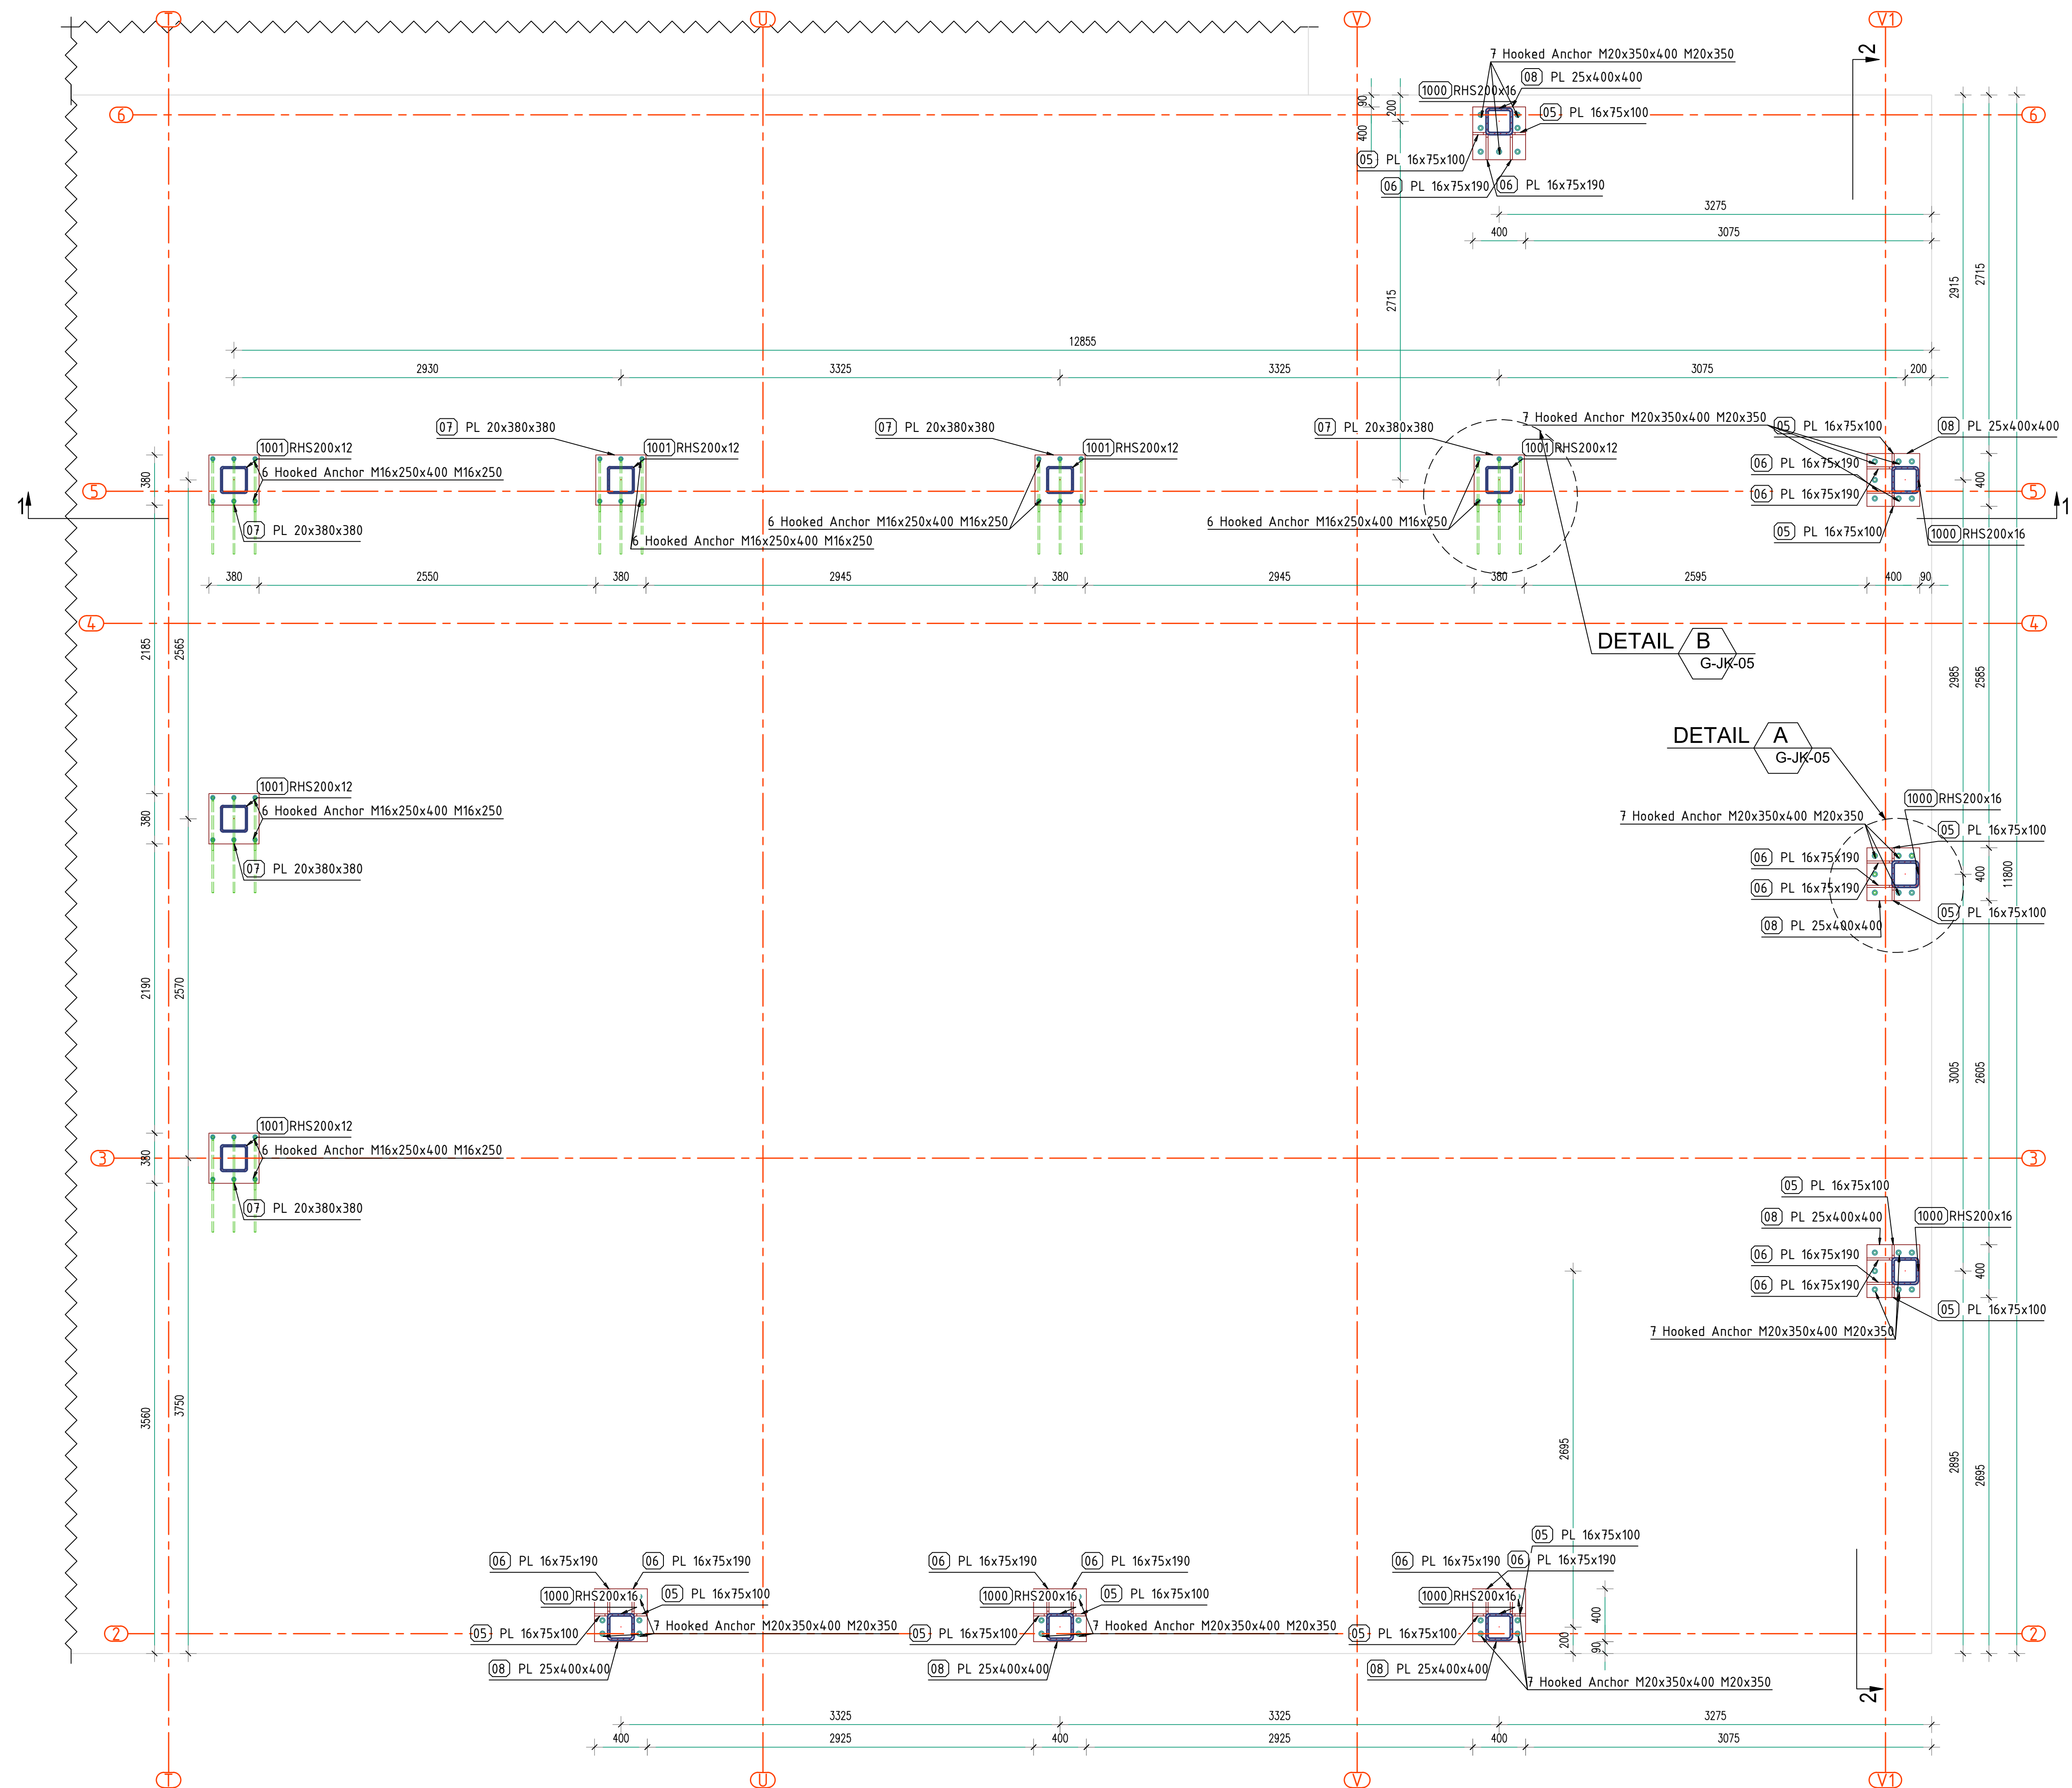 T
U
V
V1
2
7 Hooked Anchor M20x350x400 M20x350
08 PL 25x400x400
1000 RHS200x16
90
200
400
6
05 PL 16x75x100
6
05 PL 16x75x100
06 PL 16x75x190
06 PL 16x75x190
3275
400
3075
2715
2915
2715
12855
2930
3325
3325
3075
200
07 PL 20x380x380
07 PL 20x380x380
07 PL 20x380x380
7 Hooked Anchor M20x350x400 M20x350
05 PL 16x75x100
08 PL 25x400x400
1001 RHS200x12
1001 RHS200x12
1001 RHS200x12
1001 RHS200x12
06 PL 16x75x190
380
6 Hooked Anchor M16x250x400 M16x250
400
5
06 PL 16x75x190
5
1
1
6 Hooked Anchor M16x250x400 M16x250
6 Hooked Anchor M16x250x400 M16x250
07 PL 20x380x380
6 Hooked Anchor M16x250x400 M16x250
05 PL 16x75x100
1000 RHS200x16
380
2550
380
2945
380
2945
380
2595
400
90
4
4
2185
2565
DETAIL B
G-JK-05
2985
2585
DETAIL A
G-JK-05
1001 RHS200x12
1000 RHS200x16
380
6 Hooked Anchor M16x250x400 M16x250
7 Hooked Anchor M20x350x400 M20x350
05 PL 16x75x100
06 PL 16x75x190
07 PL 20x380x380
400
11800
06 PL 16x75x190
05 PL 16x75x100
08 PL 25x400x400
2190
2570
3005
2605
1001 RHS200x12
380
6 Hooked Anchor M16x250x400 M16x250
3
3
07 PL 20x380x380
05 PL 16x75x100
08 PL 25x400x400
1000 RHS200x16
06 PL 16x75x190
400
06 PL 16x75x190
05 PL 16x75x100
7 Hooked Anchor M20x350x400 M20x350
3560
3750
2695
2895
2695
05 PL 16x75x100
06 PL 16x75x190
06 PL 16x75x190
06 PL 16x75x190
06 PL 16x75x190
06 PL 16x75x190
06 PL 16x75x190
1000 RHS200x16
05 PL 16x75x100
1000 RHS200x16
05 PL 16x75x100
1000 RHS200x16
400
7 Hooked Anchor M20x350x400 M20x350
7 Hooked Anchor M20x350x400 M20x350
2
05 PL 16x75x100
05 PL 16x75x100
05 PL 16x75x100
200
90
2
08 PL 25x400x400
08 PL 25x400x400
08 PL 25x400x400
7 Hooked Anchor M20x350x400 M20x350
2
3325
3325
3275
400
2925
400
2925
400
3075
T
U
V
V1